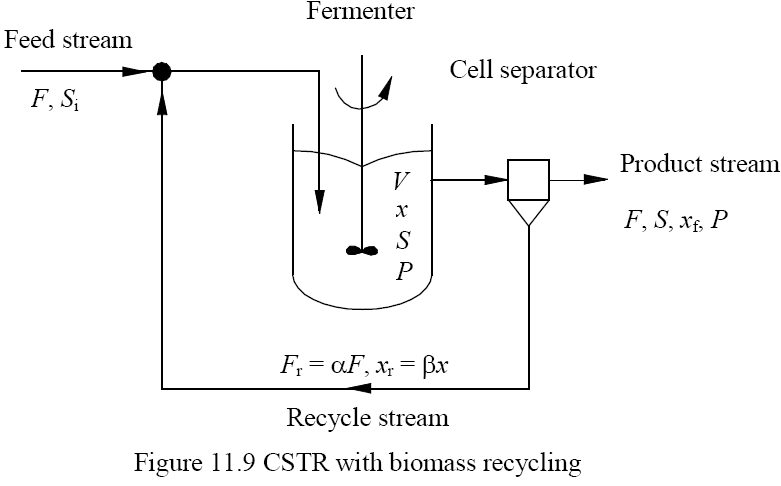 Fermenter
Feed stream
Cell separator
F, Si
Product stream
V
x
S
P
F, S, xf, P
Fr = αF, xr = βx
Recycle stream
Figure 11.9 CSTR with biomass recycling